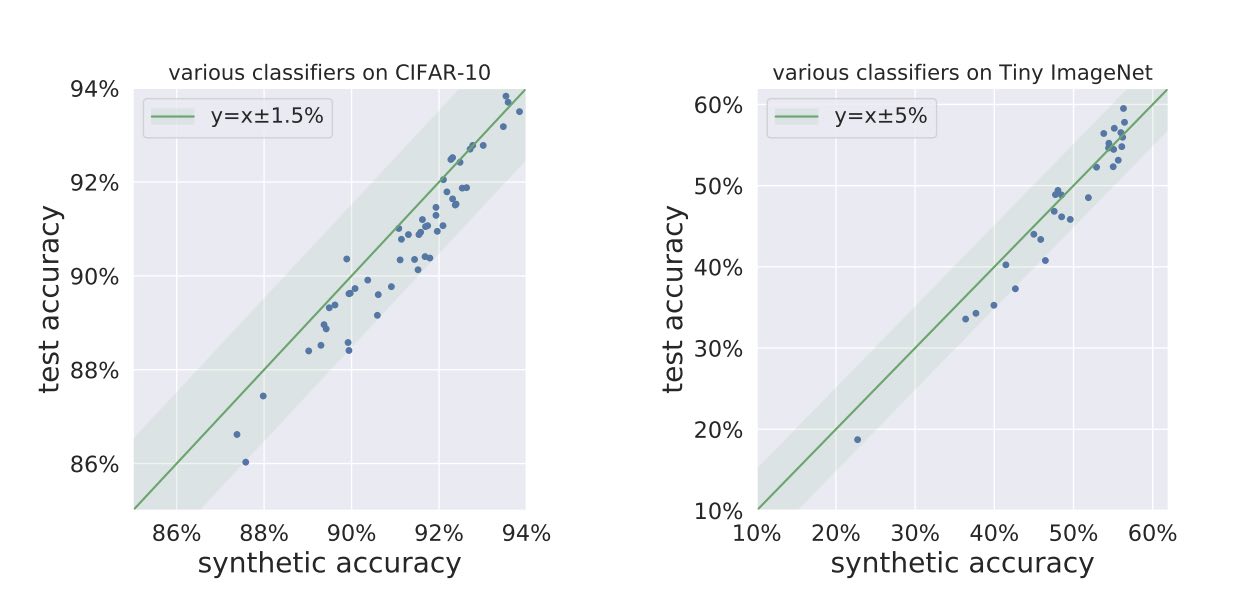 various classifiers on CIFAR-10
y=x±1.5%
94%
92%
90%
88%
86%
test accuracy
86% 88% 90% 92% 94%
synthetic accuracy
various classifiers on Tiny ImageNet
y=x±5%
60%
50%
40%
30%
20%
10%
test accuracy
10% 20% 30% 40% 50% 60%
synthetic accuracy